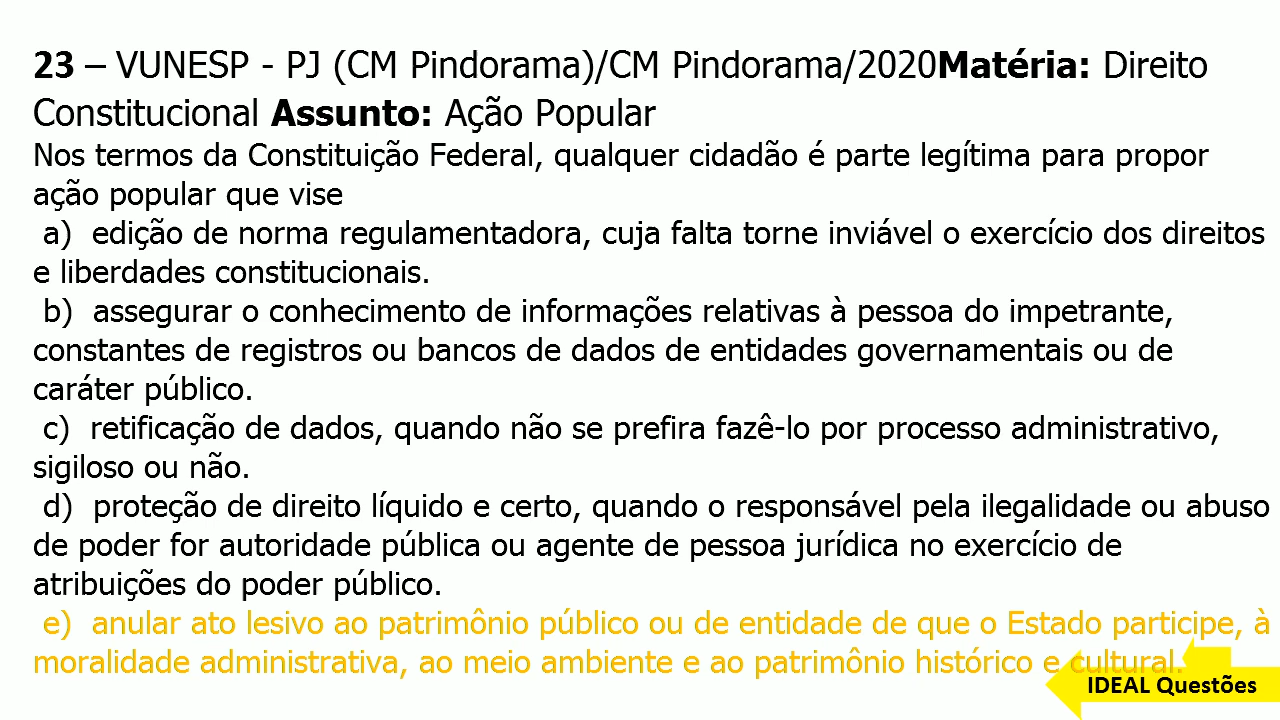 23 – VUNESP - PJ (CM Pindorama)/CM Pindorama/2020Matéria: Direito
Constitucional Assunto: Ação Popular
Nos termos da Constituição Federal, qualquer cidadão é parte legítima para propor
ação popular que vise
a) edição de norma regulamentadora, cuja falta torne inviável o exercício dos direitos
e liberdades constitucionais.
b) assegurar o conhecimento de informações relativas à pessoa do impetrante,
constantes de registros ou bancos de dados de entidades governamentais ou de
caráter público.
c) retificação de dados, quando não se prefira fazê-lo por processo administrativo,
sigiloso ou não.
d) proteção de direito líquido e certo, quando o responsável pela ilegalidade ou abuso
de poder for autoridade pública ou agente de pessoa jurídica no exercício de
atribuições do poder público.
e) anular ato lesivo ao patrimônio público ou de entidade de que o Estado participe, à
moralidade administrativa, ao meio ambiente e ao patrimônio histórico e cultural.
IDEAL Questões